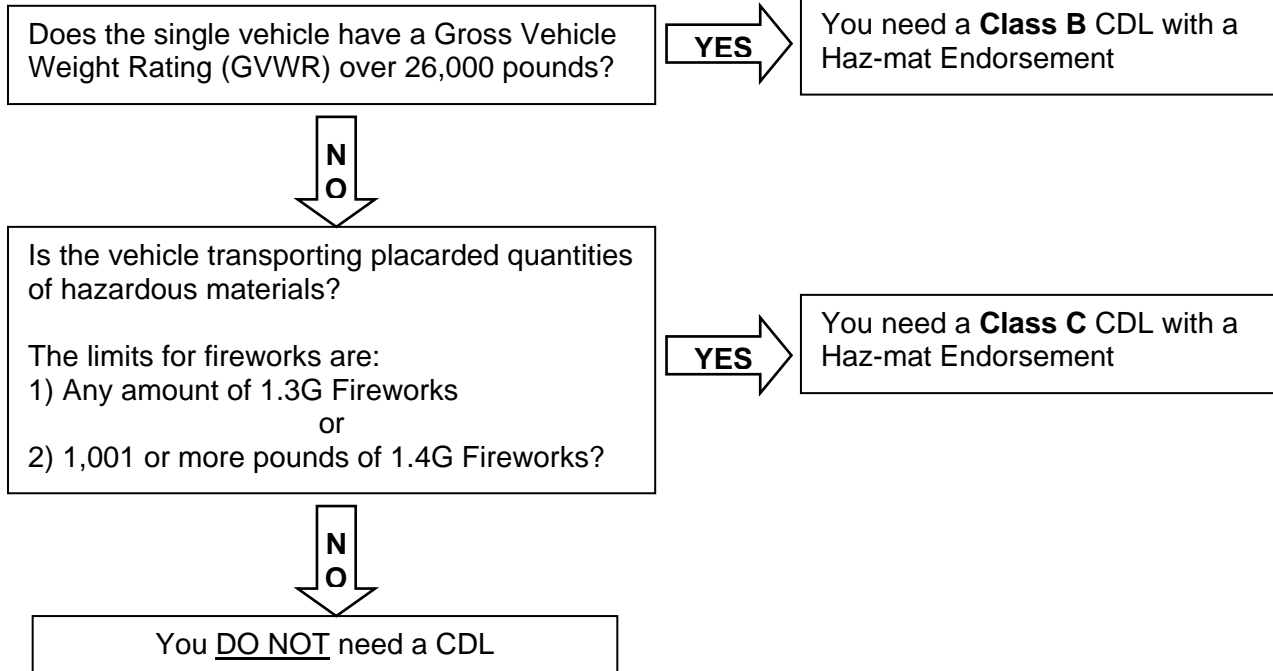 Does the single vehicle have a Gross Vehicle
Weight Rating (GVWR) over 26,000 pounds?
YES
You need a Class B CDL with a
Haz-mat Endorsement
N
O
Is the vehicle transporting placarded quantities
of hazardous materials?
The limits for fireworks are:
1) Any amount of 1.3G Fireworks
or
2) 1,001 or more pounds of 1.4G Fireworks?
YES
You need a Class C CDL with a
Haz-mat Endorsement
N
O
You DO NOT need a CDL